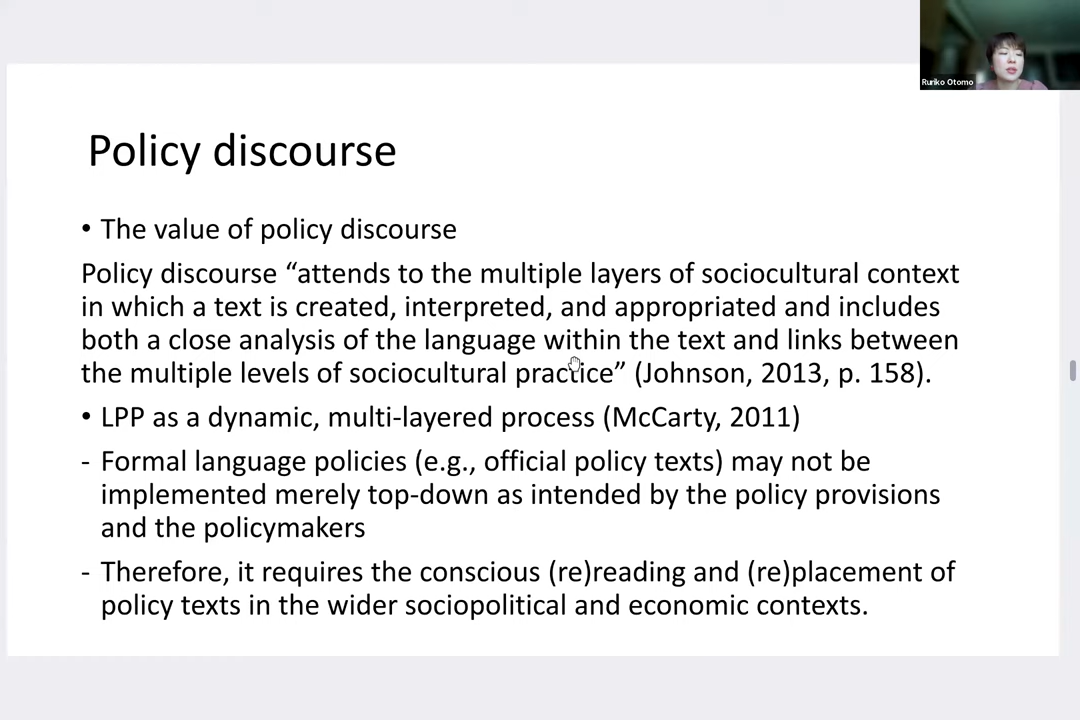 Ruriko Otomo
Policy discourse
• The value of policy discourse
Policy discourse “attends to the multiple layers of sociocultural context
in which a text is created, interpreted, and appropriated and includes
both a close analysis of the language within the text and links between
the multiple levels of sociocultural practice” (Johnson, 2013, p. 158).
• LPP as a dynamic, multi-layered process (McCarty, 2011)
- Formal language policies (e.g., official policy texts) may not be
implemented merely top-down as intended by the policy provisions
and the policymakers
- Therefore, it requires the conscious (re)reading and (re)placement of
policy texts in the wider sociopolitical and economic contexts.